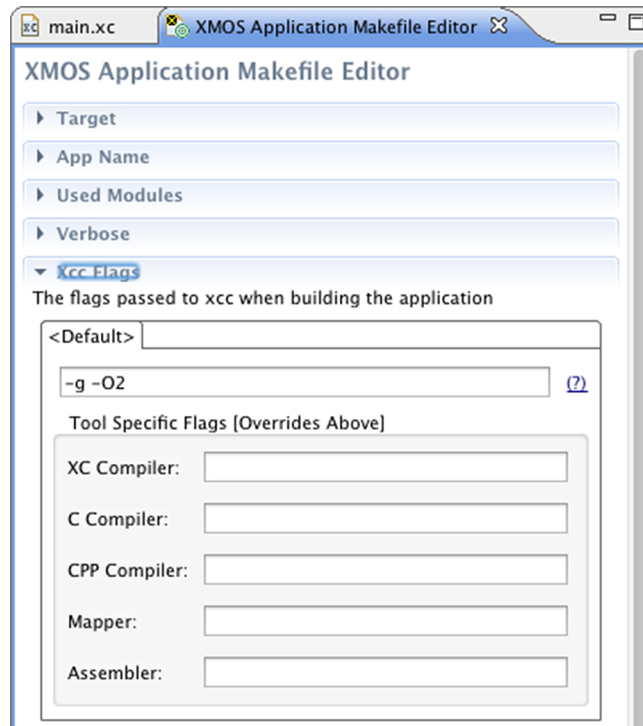 main.xc
XMOS Application Makefile Editor
XMOS Application Makefile Editor
Target
App Name
Used Modules
Verbose
Xcc Flags
The flags passed to xcc when building the application
<Default>
-g -O2 (?)
Tool Specific Flags [Overrides Above]
XC Compiler:
C Compiler:
CPP Compiler:
Mapper:
Assembler: